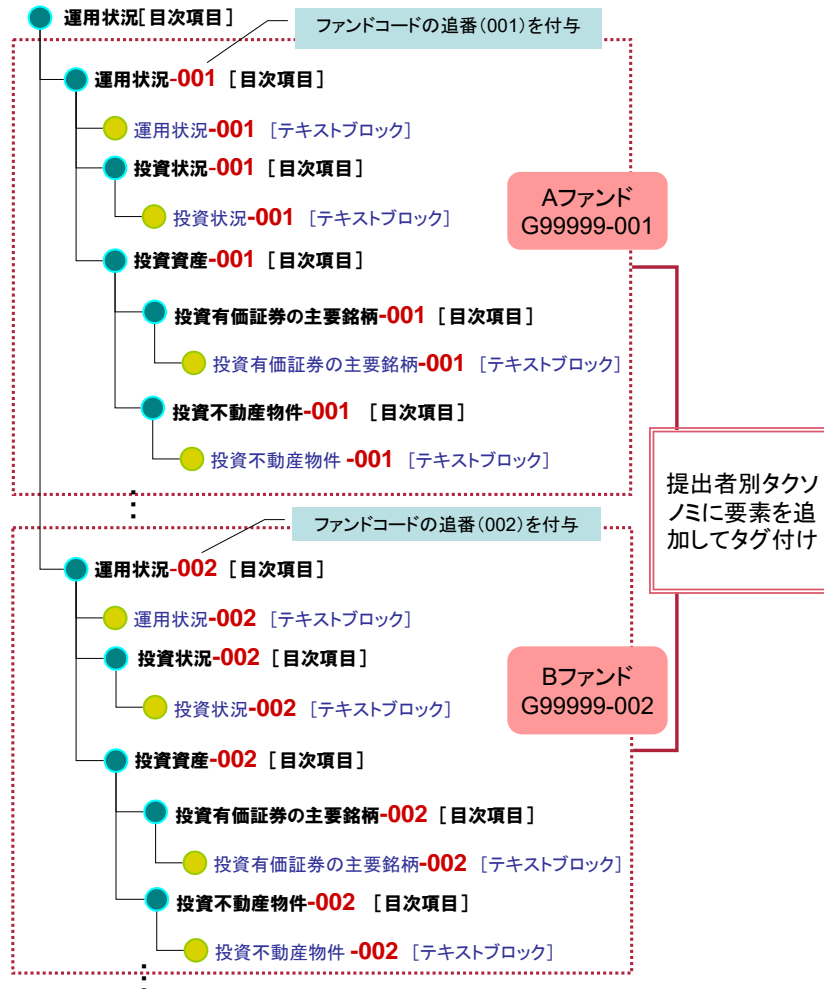 運用状況[目次項目]
ファンドコードの追番(001)を付与
運用状況-001 [目次項目]
運用状況-001 [テキストブロック]
投資状況-001 [目次項目]
投資状況-001 [テキストブロック]
Aファンド
G99999-001
投資資産-001 [目次項目]
投資有価証券の主要銘柄-001 [目次項目]
投資有価証券の主要銘柄-001 [テキストブロック]
投資不動産物件-001 [目次項目]
投資不動産物件 -001 [テキストブロック]
提出者別タクソ
ノミに要素を追
加してタグ付け
ファンドコードの追番(002)を付与
運用状況-002 [目次項目]
運用状況-002 [テキストブロック]
投資状況-002 [目次項目]
投資状況-002 [テキストブロック]
Bファンド
G99999-002
投資資産-002 [目次項目]
投資有価証券の主要銘柄-002 [目次項目]
投資有価証券の主要銘柄-002 [テキストブロック]
投資不動産物件-002 [目次項目]
投資不動産物件 -002 [テキストブロック]